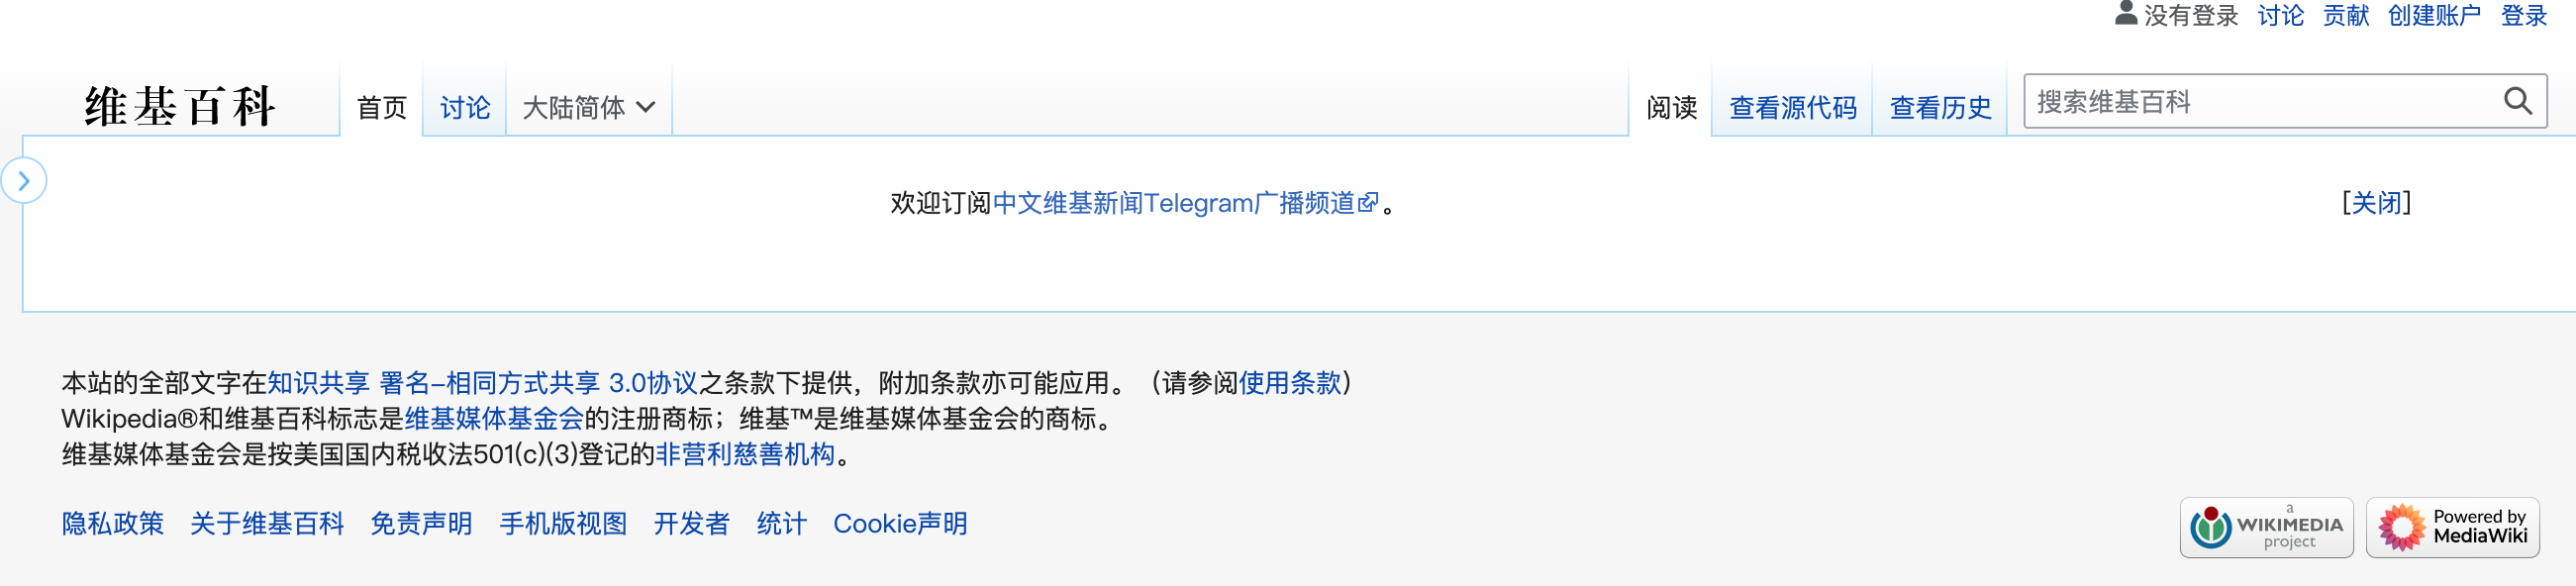 没有登录 讨论 贡献 创建账户 登录
维基百科 首页 讨论 大陆简体 阅读 查看源代码 查看历史 搜索维基百科
欢迎订阅中文维基新闻Telegram广播频道。 [关闭]
本站的全部文字在知识共享 署名-相同方式共享 3.0协议之条款下提供，附加条款亦可能应用。（请参阅使用条款）
Wikipedia®和维基百科标志是维基媒体基金会的注册商标；维基™是维基媒体基金会的商标。
维基媒体基金会是按美国国内税收法501(c)(3)登记的非营利慈善机构。
隐私政策 关于维基百科 免责声明 手机版视图 开发者 统计 Cookie声明
a
WIKIMEDIA
project
Powered by
MediaWiki